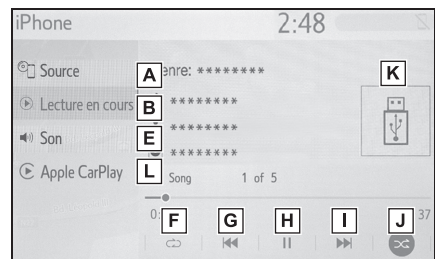 iPhone 2:48
Source
A enre: ******** K
Lecture en cours B ********
Son E ********
********
Apple CarPlay L Song 1 of 5
0: 37
F G H I J